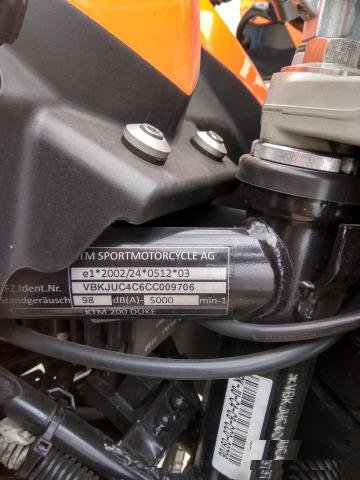 KTM SPORTMOTORCYCLE AG
e1*2002/24*0512*03
FZ.Ident.Nr. VBKJUC4C6CC009706
Standgeräusch 98 dB(A)- 5000 min-1
KTM 200 DUKE